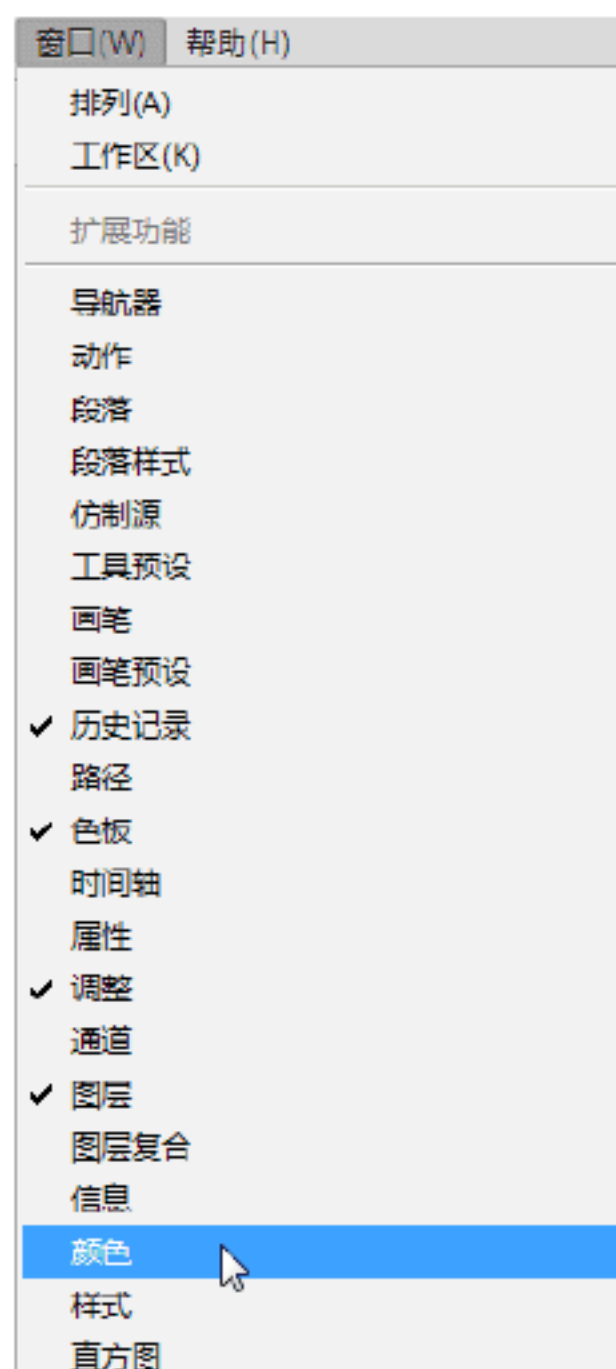 窗口(W) 帮助(H)
排列(A)
工作区(K)
扩展功能
导航器
动作
段落
段落样式
仿制源
工具预设
画笔
画笔预设
✓ 历史记录
路径
✓ 色板
时间轴
属性
✓ 调整
通道
✓ 图层
图层复合
信息
颜色
样式
直方图